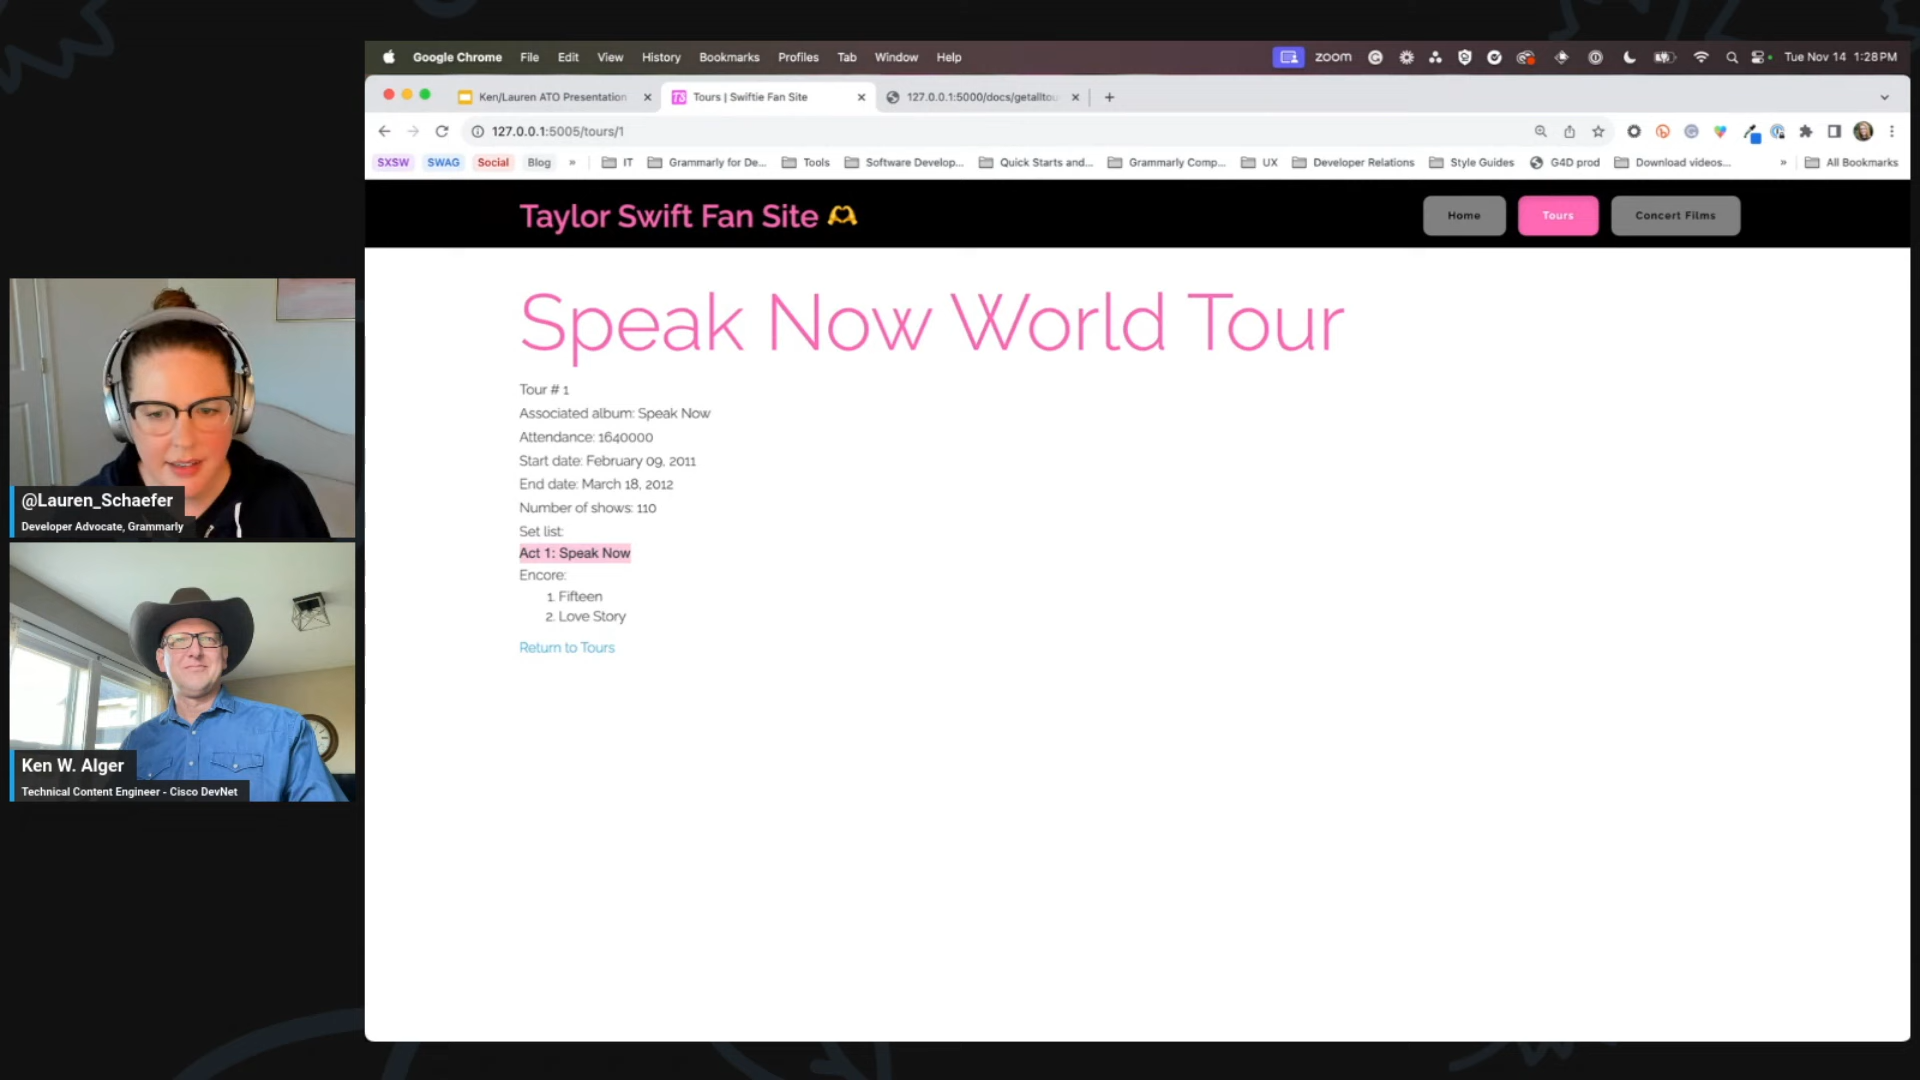 Google Chrome File Edit View History Bookmarks Profiles Tab Window Help zoom Tue Nov 14 1:28 PM
Ken/Lauren ATO Presentation Tours | Swiftie Fan Site 127.0.0.1:5000/docs/getalltou
127.0.0.1:5005/tours/1
SXSW SWAG Social Blog » IT Grammarly for De... Tools Software Develop... Quick Starts and... Grammarly Comp... UX Developer Relations Style Guides G4D prod Download videos... » All Bookmarks
Taylor Swift Fan Site Home Tours Concert Films
Speak Now World Tour
Tour # 1
Associated album: Speak Now
Attendance: 1640000
Start date: February 09, 2011
End date: March 18, 2012
Number of shows: 110
Set list:
Act 1: Speak Now
Encore:
1. Fifteen
2. Love Story
Return to Tours
@Lauren_Schaefer
Developer Advocate, Grammarly
Ken W. Alger
Technical Content Engineer - Cisco DevNet